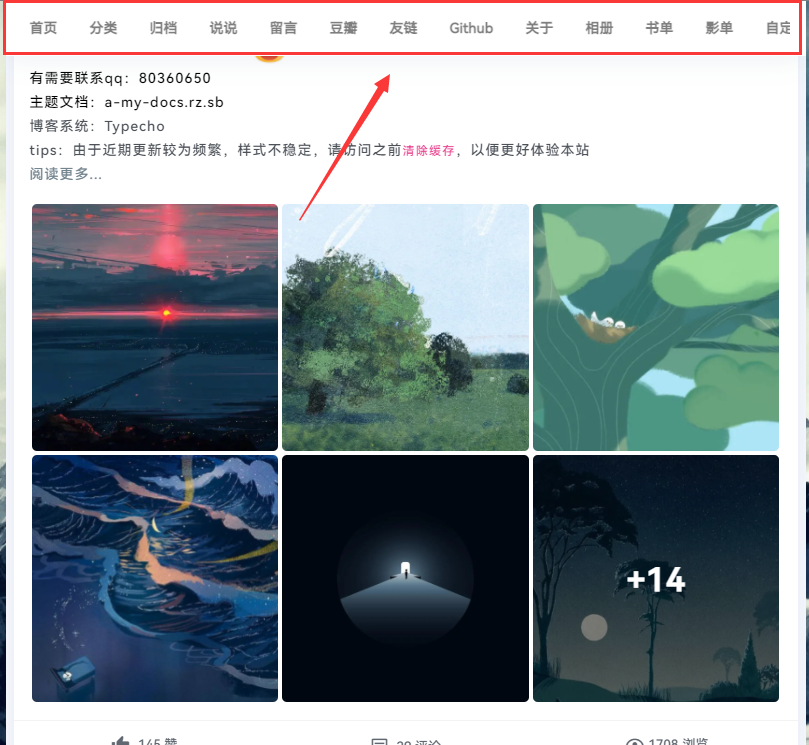 首页 分类 归档 说说 留言 豆瓣 友链 Github 关于 相册 书单 影单 自定
有需要联系qq：80360650
主题文档：a-my-docs.rz.sb
博客系统：Typecho
tips：由于近期更新较为频繁，样式不稳定，请访问之前清除缓存，以便更好体验本站
阅读更多...
+14
145 赞 28 评论 1708 浏览